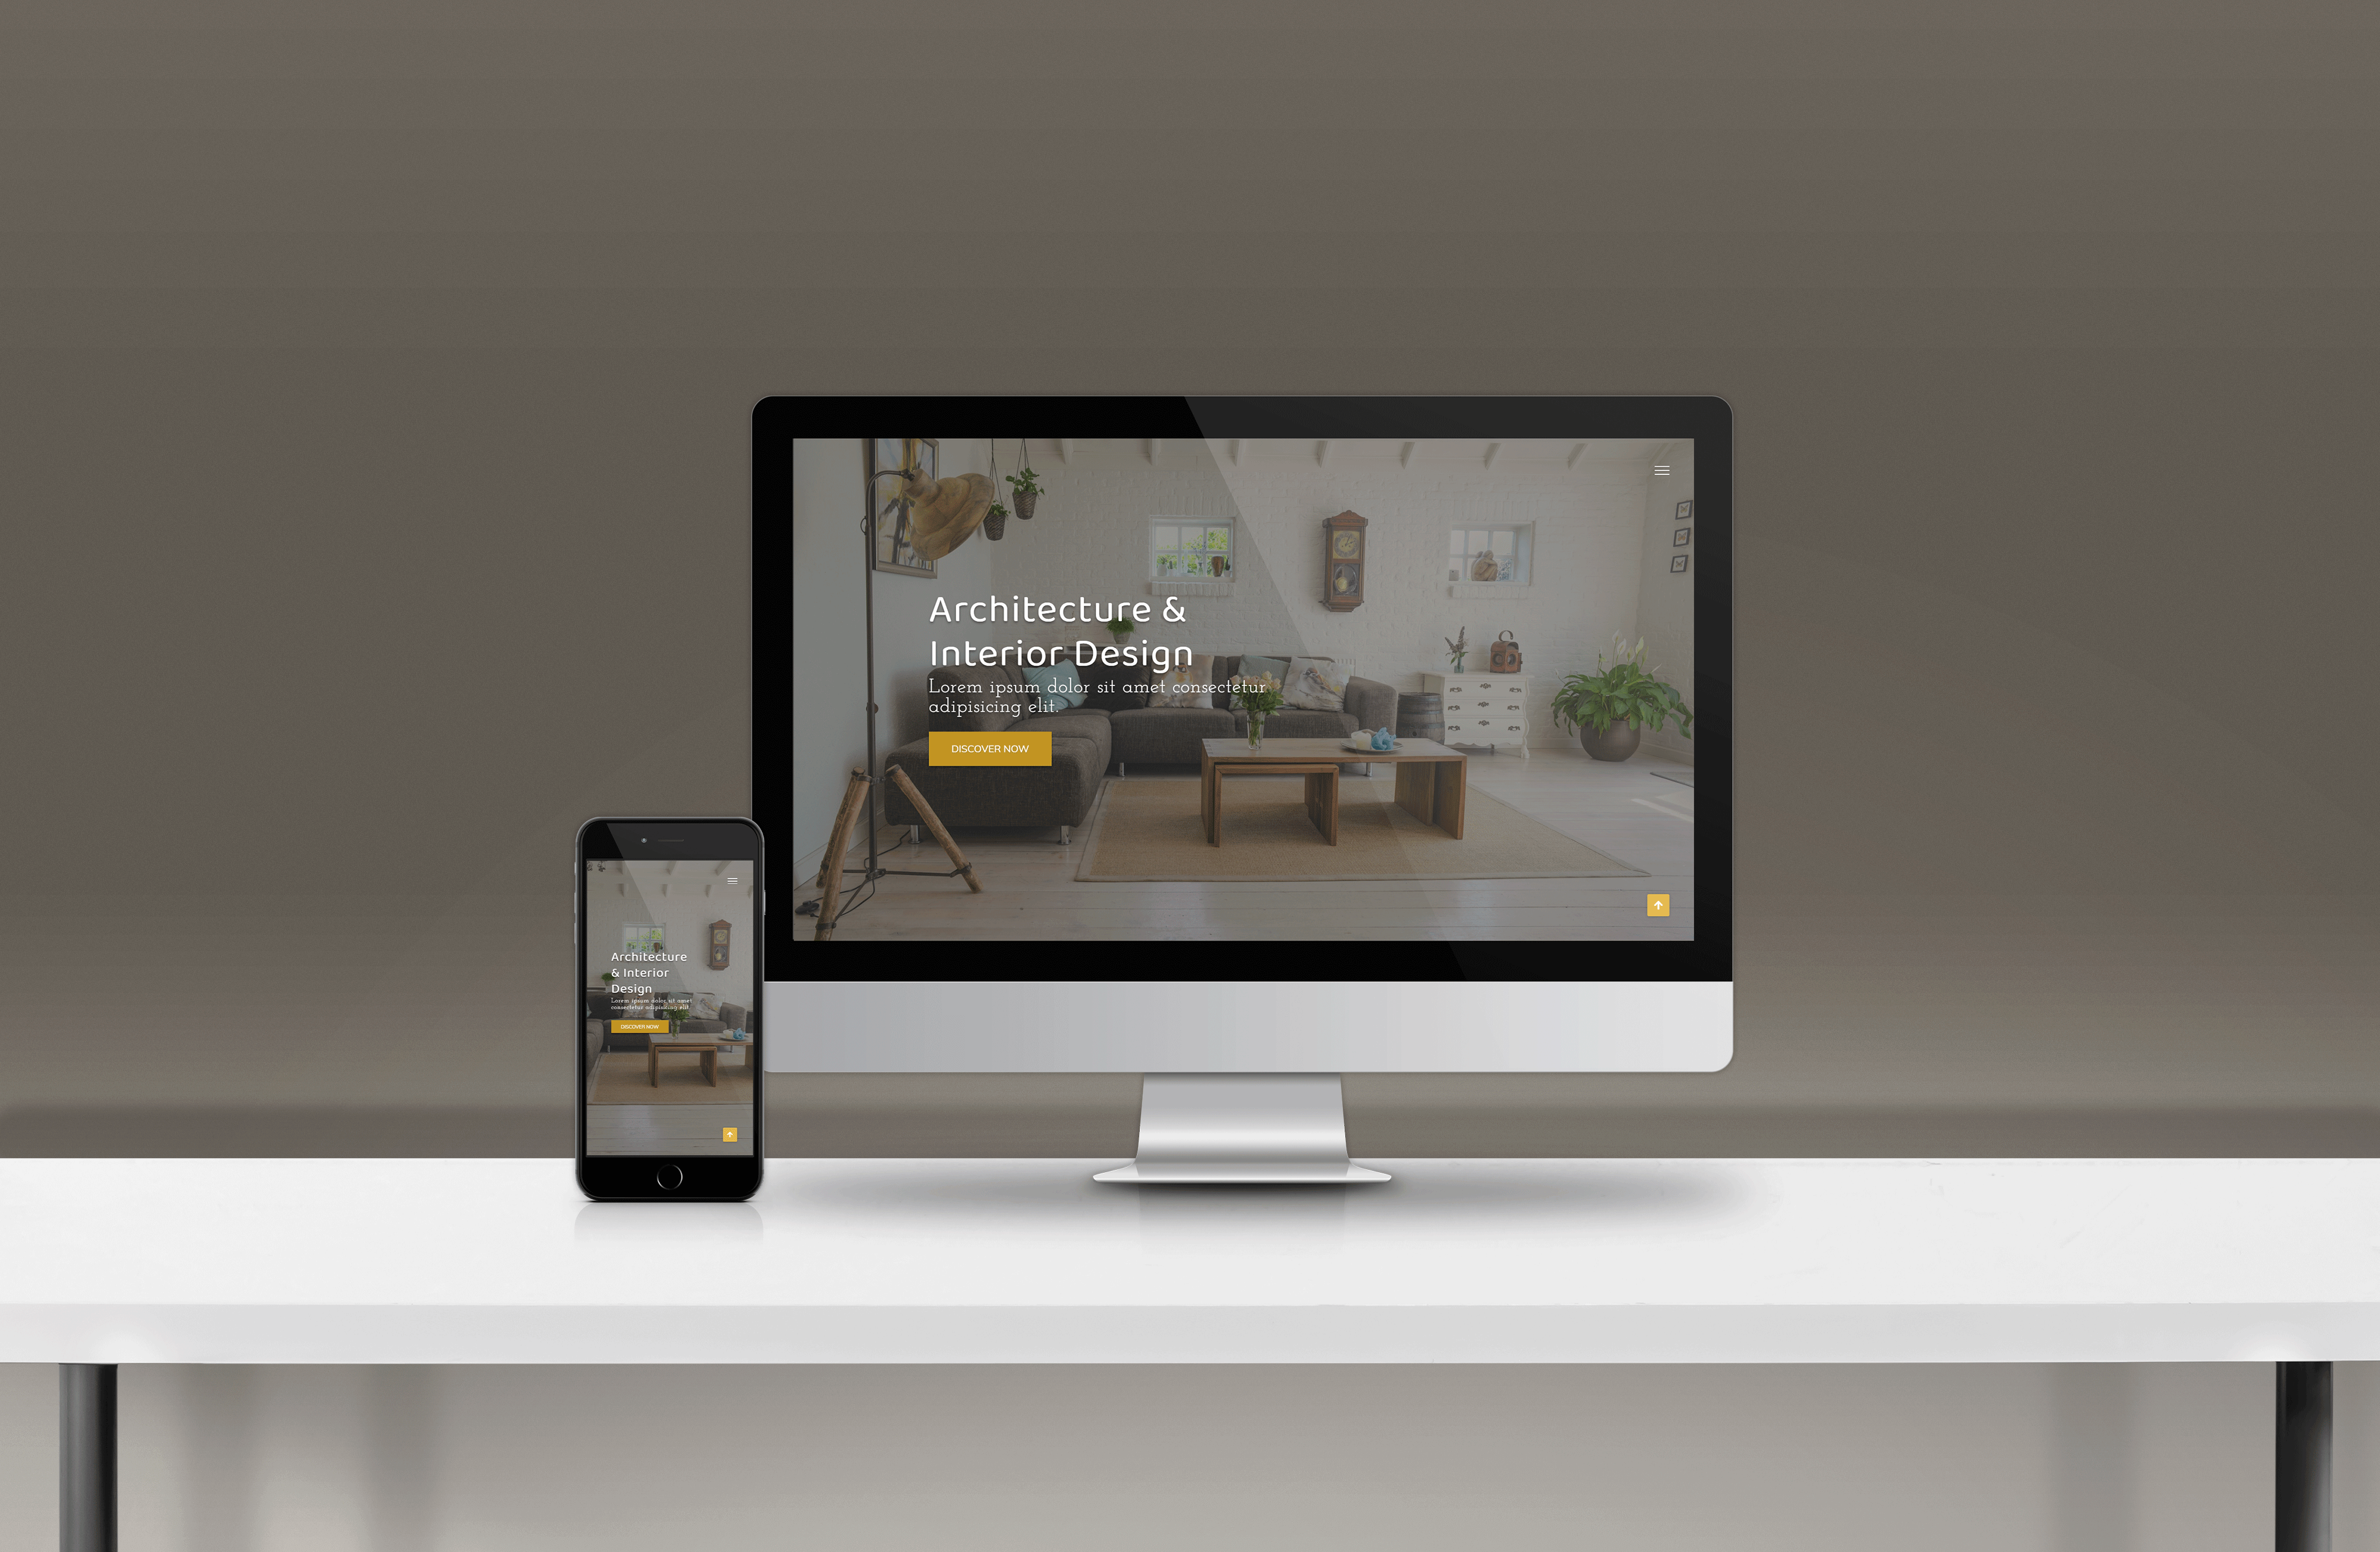 Architecture &
Interior Design
Lorem ipsum dolor sit amet consectetur
adipisicing elit.
DISCOVER NOW
Architecture
& Interior
Design
Lorem ipsum dolor sit amet
consectetur adipisicing elit.
DISCOVER NOW